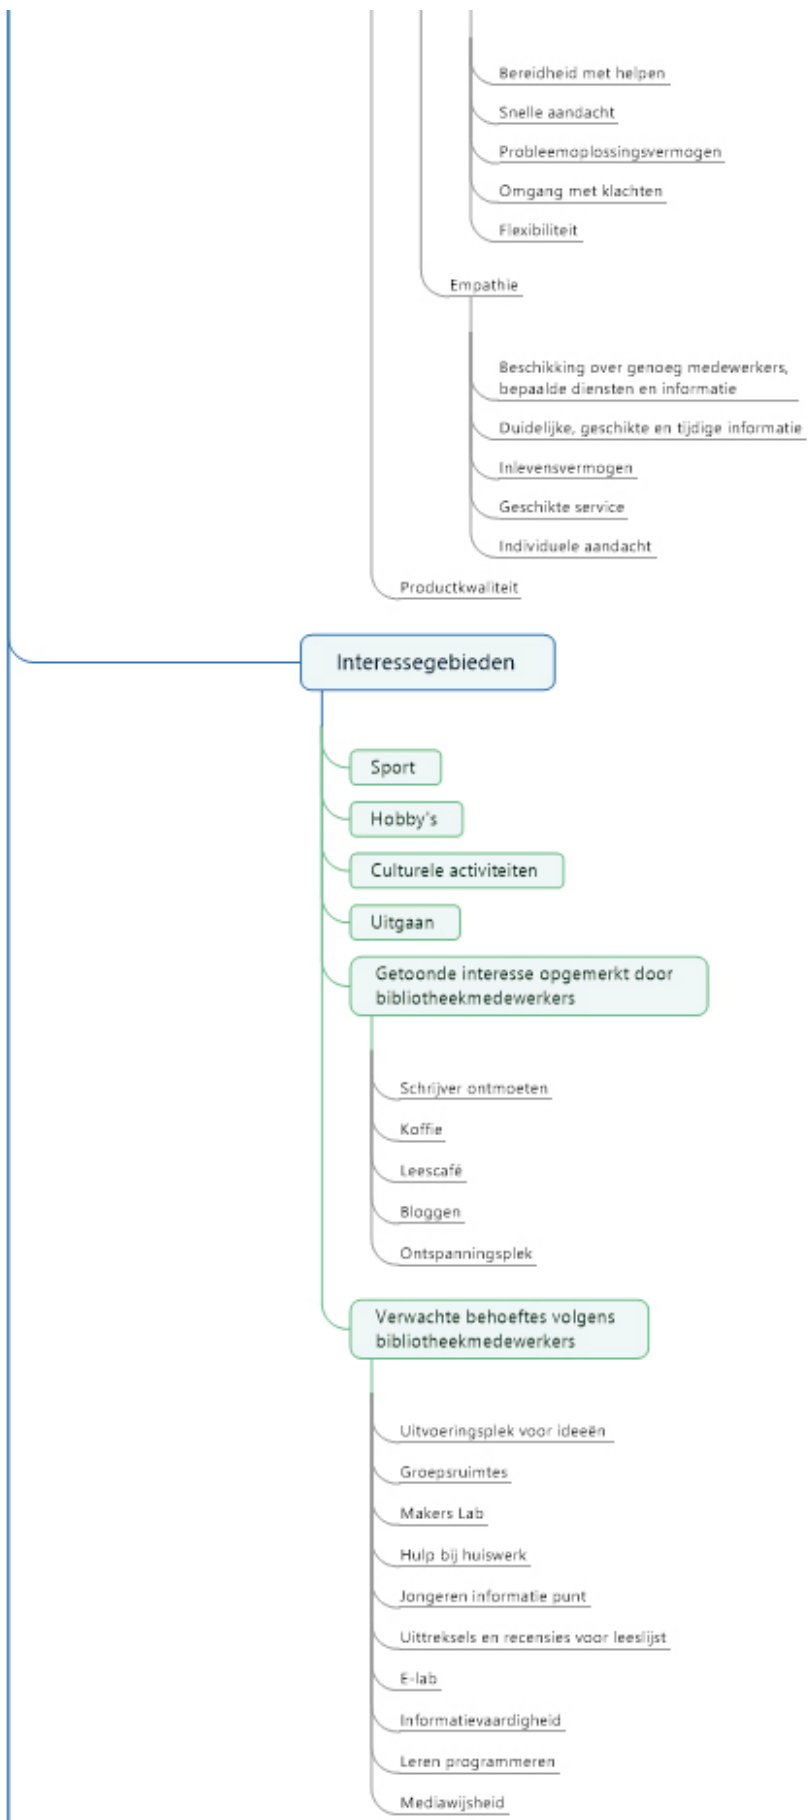 Bereidheid met helpen
Snelle aandacht
Probleemoplossingsvermogen
Omgang met klachten
Flexibiliteit
Empathie
Beschikking over genoeg medewerkers,
bepaalde diensten en informatie
Duidelijke, geschikte en tijdige informatie
Inlevensvermogen
Geschikte service
Individuele aandacht
Productkwaliteit
Interessegebieden
Sport
Hobby's
Culturele activiteiten
Uitgaan
Getoonde interesse opgemerkt door
bibliotheekmedewerkers
Schrijver ontmoeten
Koffie
Leescafé
Bloggen
Ontspanningsplek
Verwachte behoeftes volgens
bibliotheekmedewerkers
Uitvoeringsplek voor ideeën
Groepsruimtes
Makers Lab
Hulp bij huiswerk
Jongeren informatie punt
Uittreksels en recensies voor leeslijst
E-lab
Informatievaardigheid
Leren programmeren
Mediawijsheid